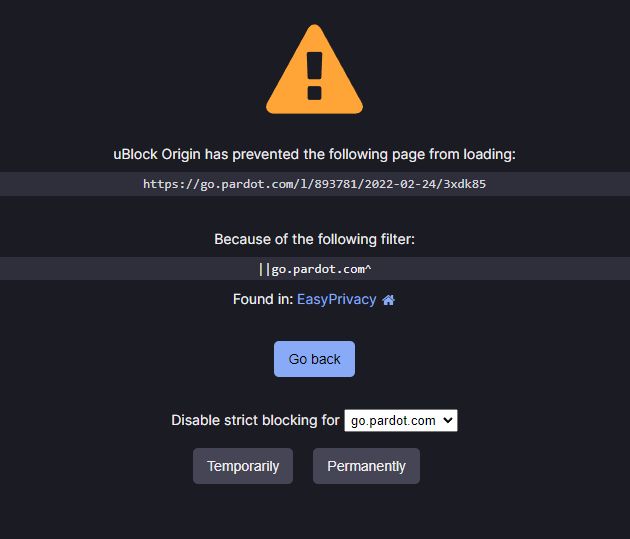 uBlock Origin has prevented the following page from loading:
https://go.pardot.com/l/893781/2022-02-24/3xdk85
Because of the following filter:
||go.pardot.com^
Found in: EasyPrivacy
Go back
Disable strict blocking for go.pardot.com
Temporarily Permanently